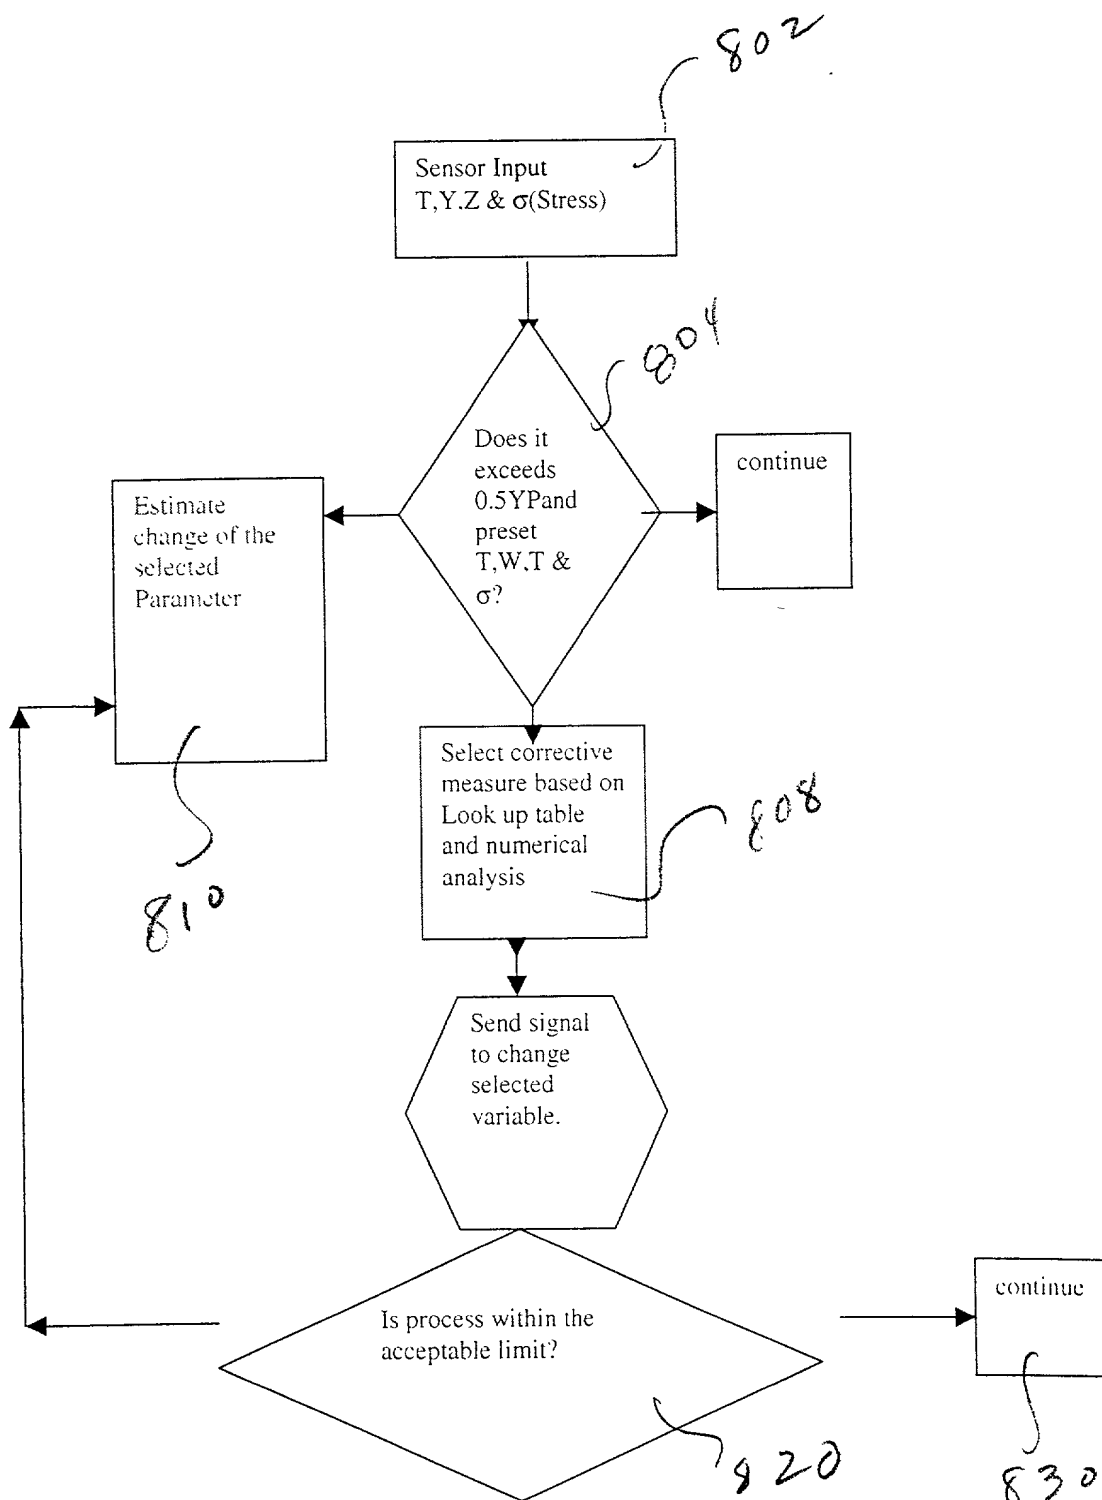 802
Sensor Input
T,Y,Z & σ(Stress)
804
Does it
exceeds
0.5YPand
preset
T,W,T &
σ?
continue
Estimate
change of the
selected
Parameter
810
Select corrective
measure based on
Look up table
and numerical
analysis
808
Send signal
to change
selected
variable.
Is process within the
acceptable limit?
820
continue
830